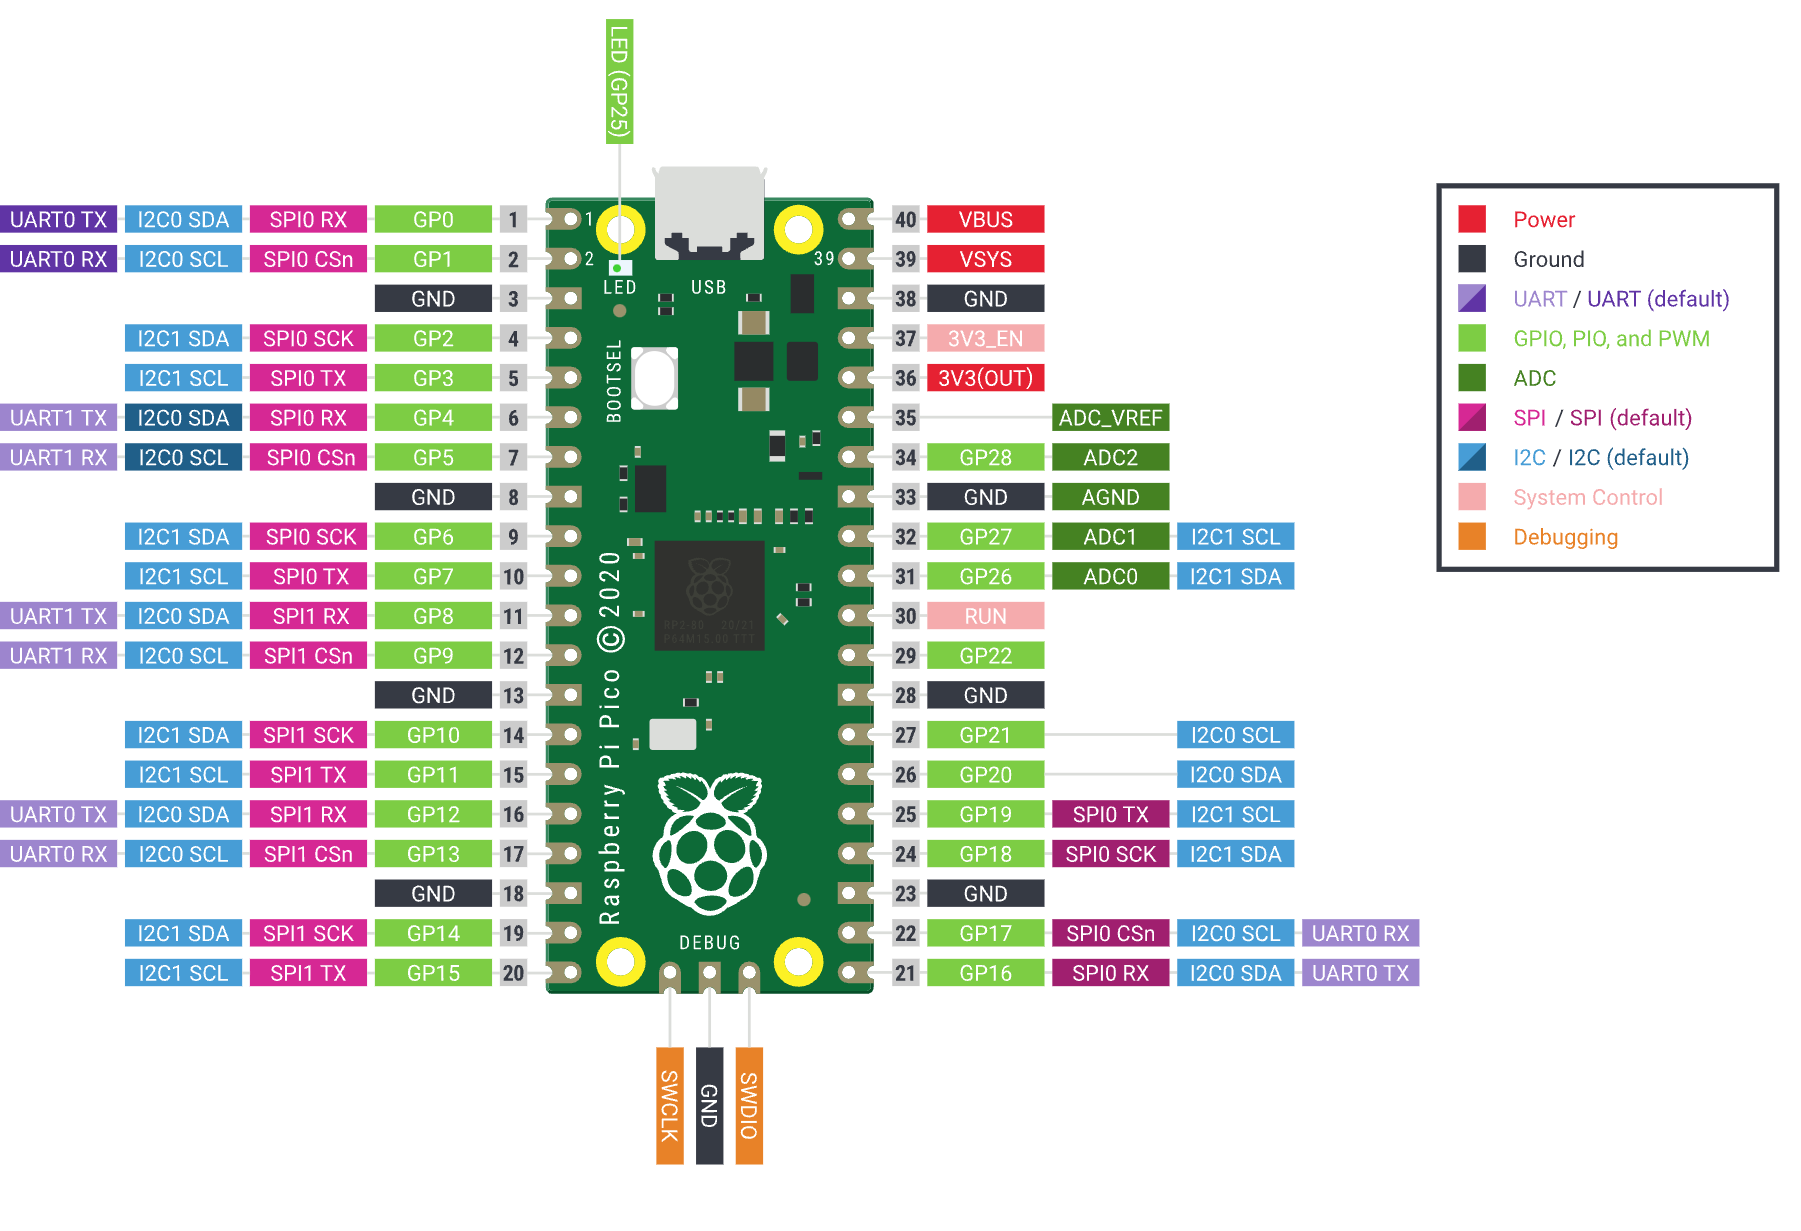 LED (GP25)
UART0 TX I2C0 SDA SPI0 RX GP0 1 1 40 VBUS
UART0 RX I2C0 SCL SPI0 CSn GP1 2 2 39 39 VSYS
GND 3 LED USB 38 GND
I2C1 SDA SPI0 SCK GP2 4 37 3V3_EN
I2C1 SCL SPI0 TX GP3 5 BOOTSEL 36 3V3(OUT)
UART1 TX I2C0 SDA SPI0 RX GP4 6 35 ADC_VREF
UART1 RX I2C0 SCL SPI0 CSn GP5 7 34 GP28 ADC2
GND 8 33 GND AGND
I2C1 SDA SPI0 SCK GP6 9 32 GP27 ADC1 I2C1 SCL
I2C1 SCL SPI0 TX GP7 10 31 GP26 ADC0 I2C1 SDA
UART1 TX I2C0 SDA SPI1 RX GP8 11 30 RUN
RP2-B0 20/21
P64M15.00 TTT
UART1 RX I2C0 SCL SPI1 CSn GP9 12 29 GP22
GND 13 28 GND
Raspberry Pi Pico © 2020
I2C1 SDA SPI1 SCK GP10 14 27 GP21 I2C0 SCL
I2C1 SCL SPI1 TX GP11 15 26 GP20 I2C0 SDA
UART0 TX I2C0 SDA SPI1 RX GP12 16 25 GP19 SPI0 TX I2C1 SCL
UART0 RX I2C0 SCL SPI1 CSn GP13 17 24 GP18 SPI0 SCK I2C1 SDA
GND 18 23 GND
I2C1 SDA SPI1 SCK GP14 19 DEBUG 22 GP17 SPI0 CSn I2C0 SCL UART0 RX
I2C1 SCL SPI1 TX GP15 20 21 GP16 SPI0 RX I2C0 SDA UART0 TX
SWCLK GND SWDIO
Power
Ground
UART / UART (default)
GPIO, PIO, and PWM
ADC
SPI / SPI (default)
I2C / I2C (default)
System Control
Debugging